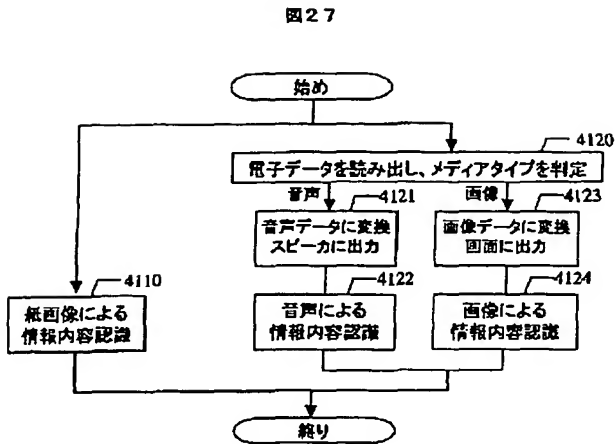 図27
始め
4120
電子データを読み出し、メディアタイプを判定
音声
4121
画像
4123
音声データに変換
スピーカに出力
画像データに変換
画面に出力
4110
紙画像による
情報内容認識
4122
音声による
情報内容認識
4124
画像による
情報内容認識
終り